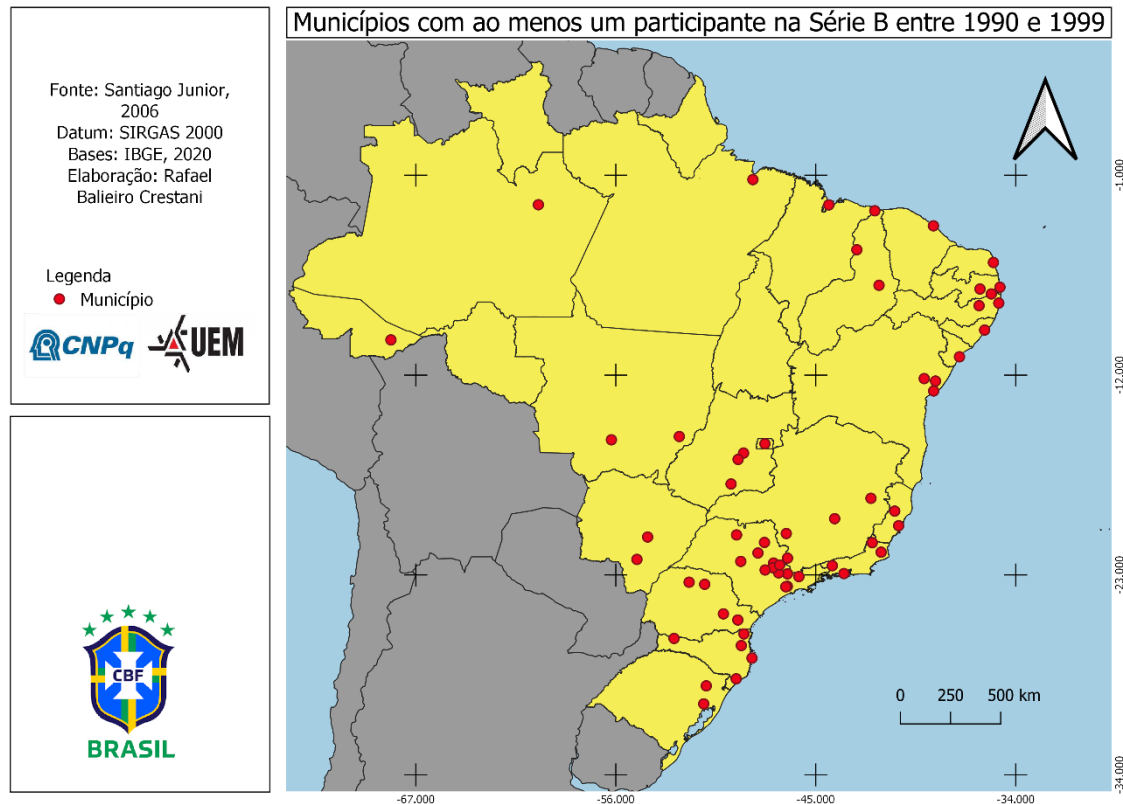 Municípios com ao menos um participante na Série B entre 1990 e 1999
Fonte: Santiago Junior,
2006
Datum: SIRGAS 2000
Bases: IBGE, 2020
Elaboração: Rafael
Balieiro Crestani
Legenda
Município
CNPq
UEM
CBF
BRASIL
-1.000
-12.000
-23.000
-34.000
0 250 500 km
-67.000 -56.000 -45.000 -34.000